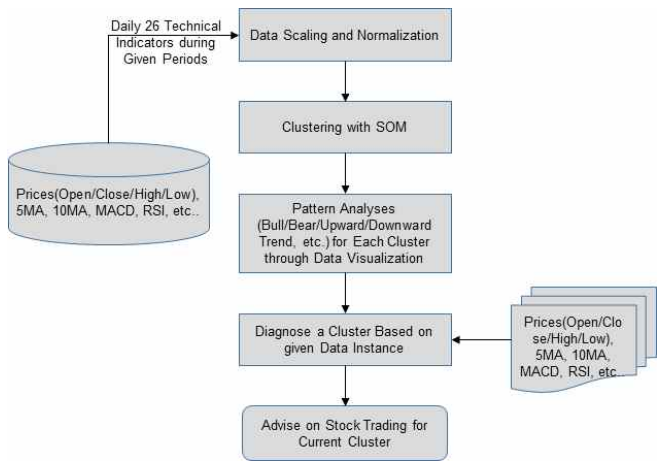 Daily 26 Technical
Indicators during
Given Periods
Data Scaling and Normalization
Clustering with SOM
Prices(Open/Close/High/Low),
5MA, 10MA, MACD, RSI, etc..
Pattern Analyses
(Bull/Bear/Upward/Downward
Trend, etc.) for Each Cluster
through Data Visualization
Diagnose a Cluster Based on
given Data Instance
Prices(Open/Clo
se/High/Low),
5MA, 10MA,
MACD, RSI, etc..
Advise on Stock Trading for
Current Cluster